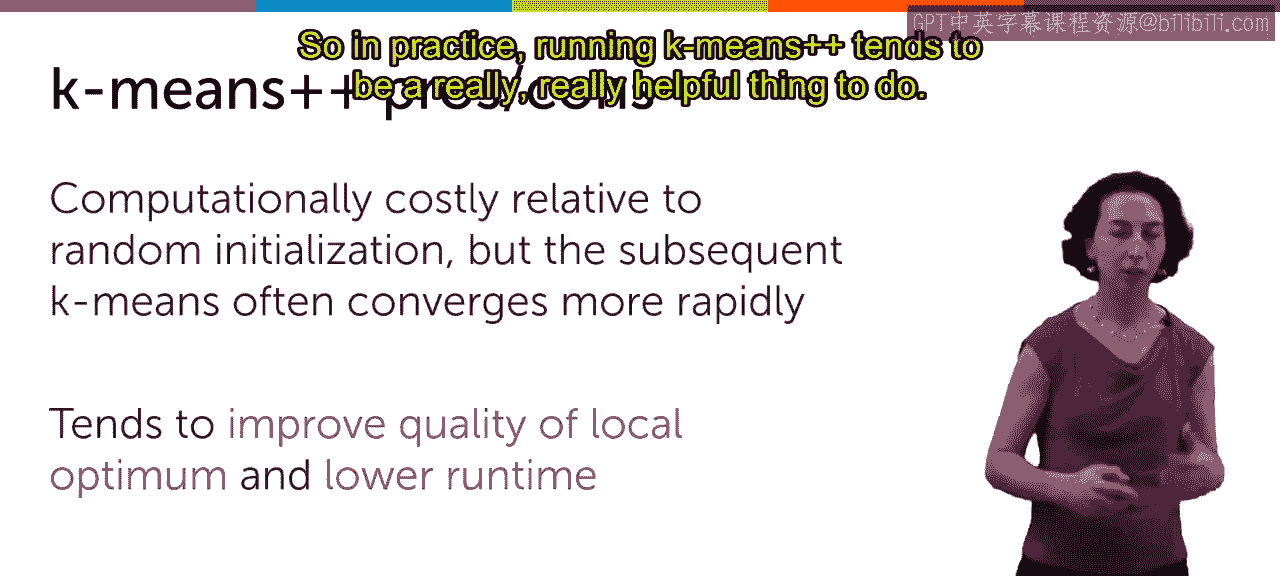 GPT中英字幕课程资源@bilibili.com
So in practice, running k-means++ tends to
be a really, really helpful thing to do.
k-means++ pros/cons
Computationally costly relative to
random initialization, but the subsequent
k-means often converges more rapidly
Tends to improve quality of local
optimum and lower runtime